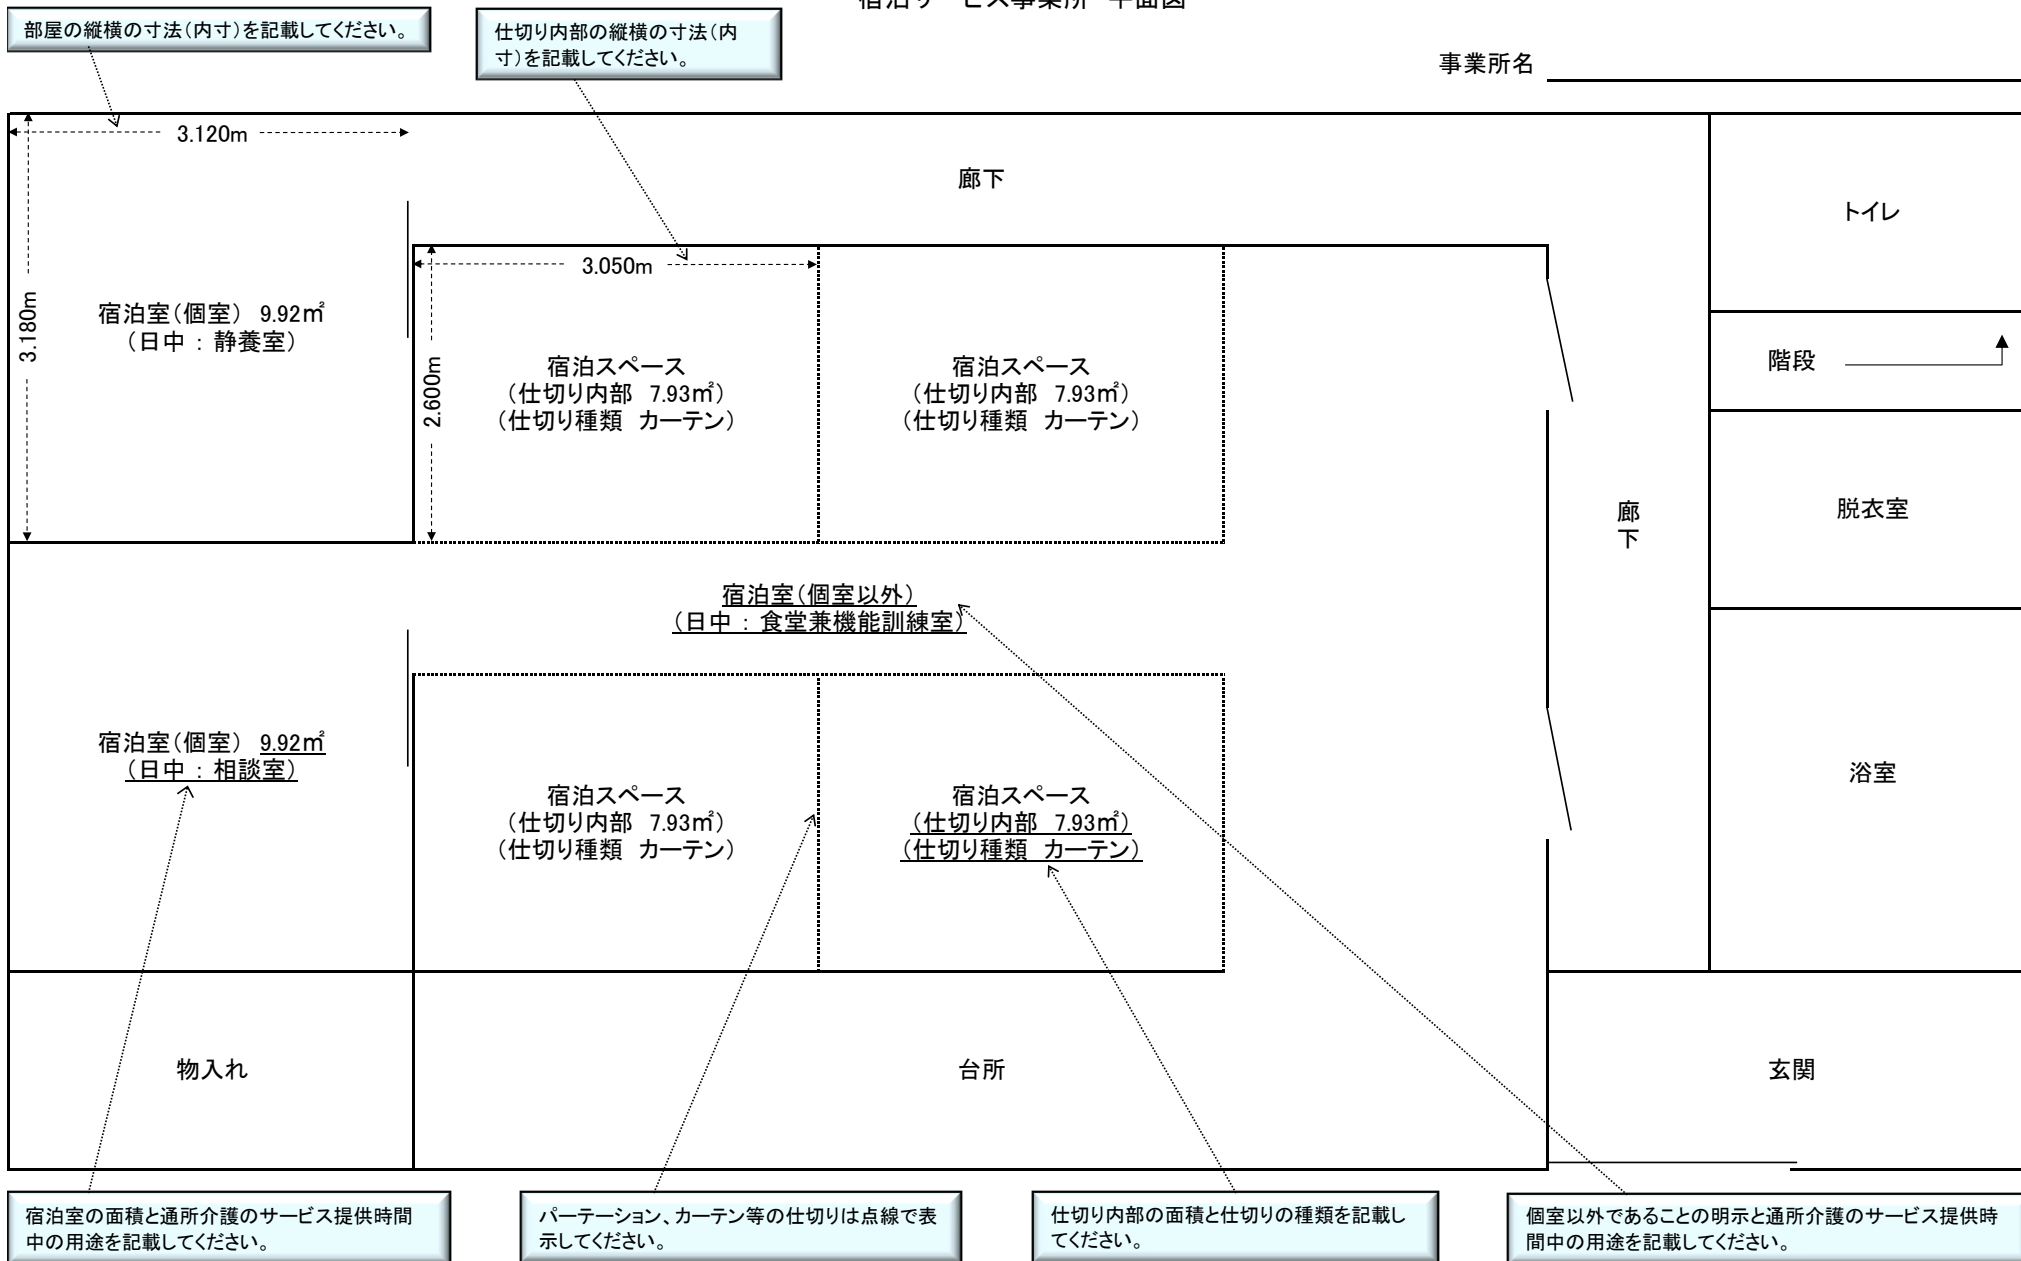 宿泊サービス事業所 平面図
部屋の縦横の寸法（内寸）を記載してください。
仕切り内部の縦横の寸法（内
寸）を記載してください。
事業所名
3.120m
廊下
トイレ
3.050m
3.180m
宿泊室（個室） 9.92㎡
（日中 : 静養室）
2.600m
宿泊スペース
（仕切り内部 7.93㎡）
（仕切り種類 カーテン）
宿泊スペース
（仕切り内部 7.93㎡）
（仕切り種類 カーテン）
階段
廊
下
脱衣室
宿泊室（個室以外）
（日中 : 食堂兼機能訓練室）
宿泊室（個室） 9.92㎡
（日中 : 相談室）
宿泊スペース
（仕切り内部 7.93㎡）
（仕切り種類 カーテン）
宿泊スペース
（仕切り内部 7.93㎡）
（仕切り種類 カーテン）
浴室
物入れ
台所
玄関
宿泊室の面積と通所介護のサービス提供時間
中の用途を記載してください。
パーテーション、カーテン等の仕切りは点線で表
示してください。
仕切り内部の面積と仕切りの種類を記載し
てください。
個室以外であることの明示と通所介護のサービス提供時
間中の用途を記載してください。